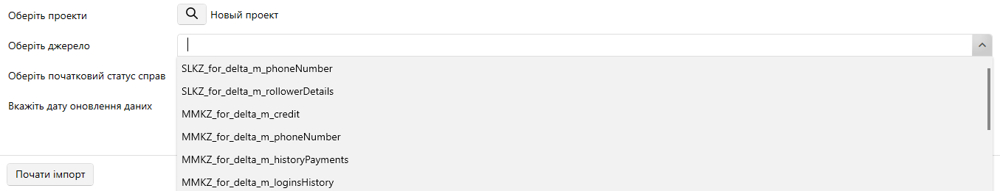 Оберіть проекти Новый проект
Оберіть джерело
SLKZ_for_delta_m_phoneNumber
Оберіть початковий статус справ
SLKZ_for_delta_m_rollowerDetails
Вкажіть дату оновлення даних
MMKZ_for_delta_m_credit
MMKZ_for_delta_m_phoneNumber
MMKZ_for_delta_m_historyPayments
Почати імпорт
MMKZ_for_delta_m_loginsHistory